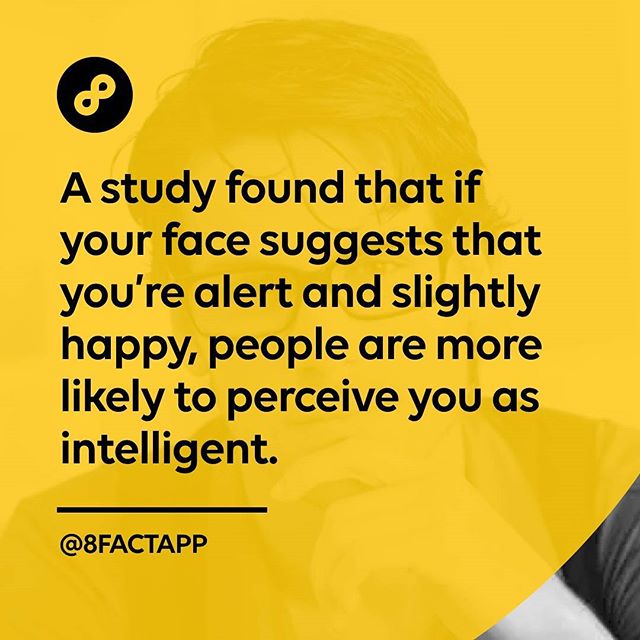 A study found that if
your face suggests that
you’re alert and slightly
happy, people are more
likely to perceive you as
intelligent.
@8FACTAPP